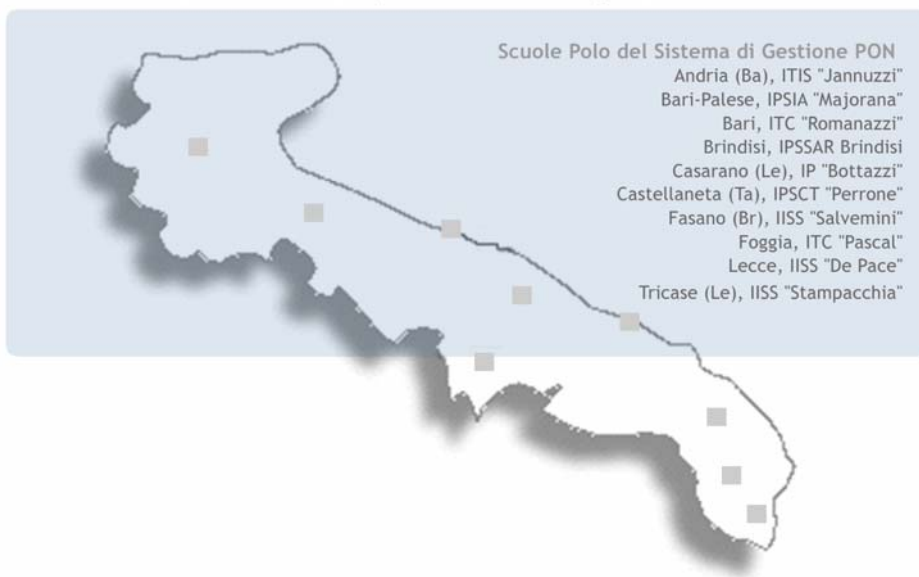 Scuole Polo del Sistema di Gestione PON
Andria (Ba), ITIS "Jannuzzi"
Bari-Palese, IPSIA "Majorana"
Bari, ITC "Romanazzi"
Brindisi, IPSSAR Brindisi
Casarano (Le), IP "Bottazzi"
Castellaneta (Ta), IPSCT "Perrone"
Fasano (Br), IISS "Salvemini"
Foggia, ITC "Pascal"
Lecce, IISS "De Pace"
Tricase (Le), IISS "Stampacchia"